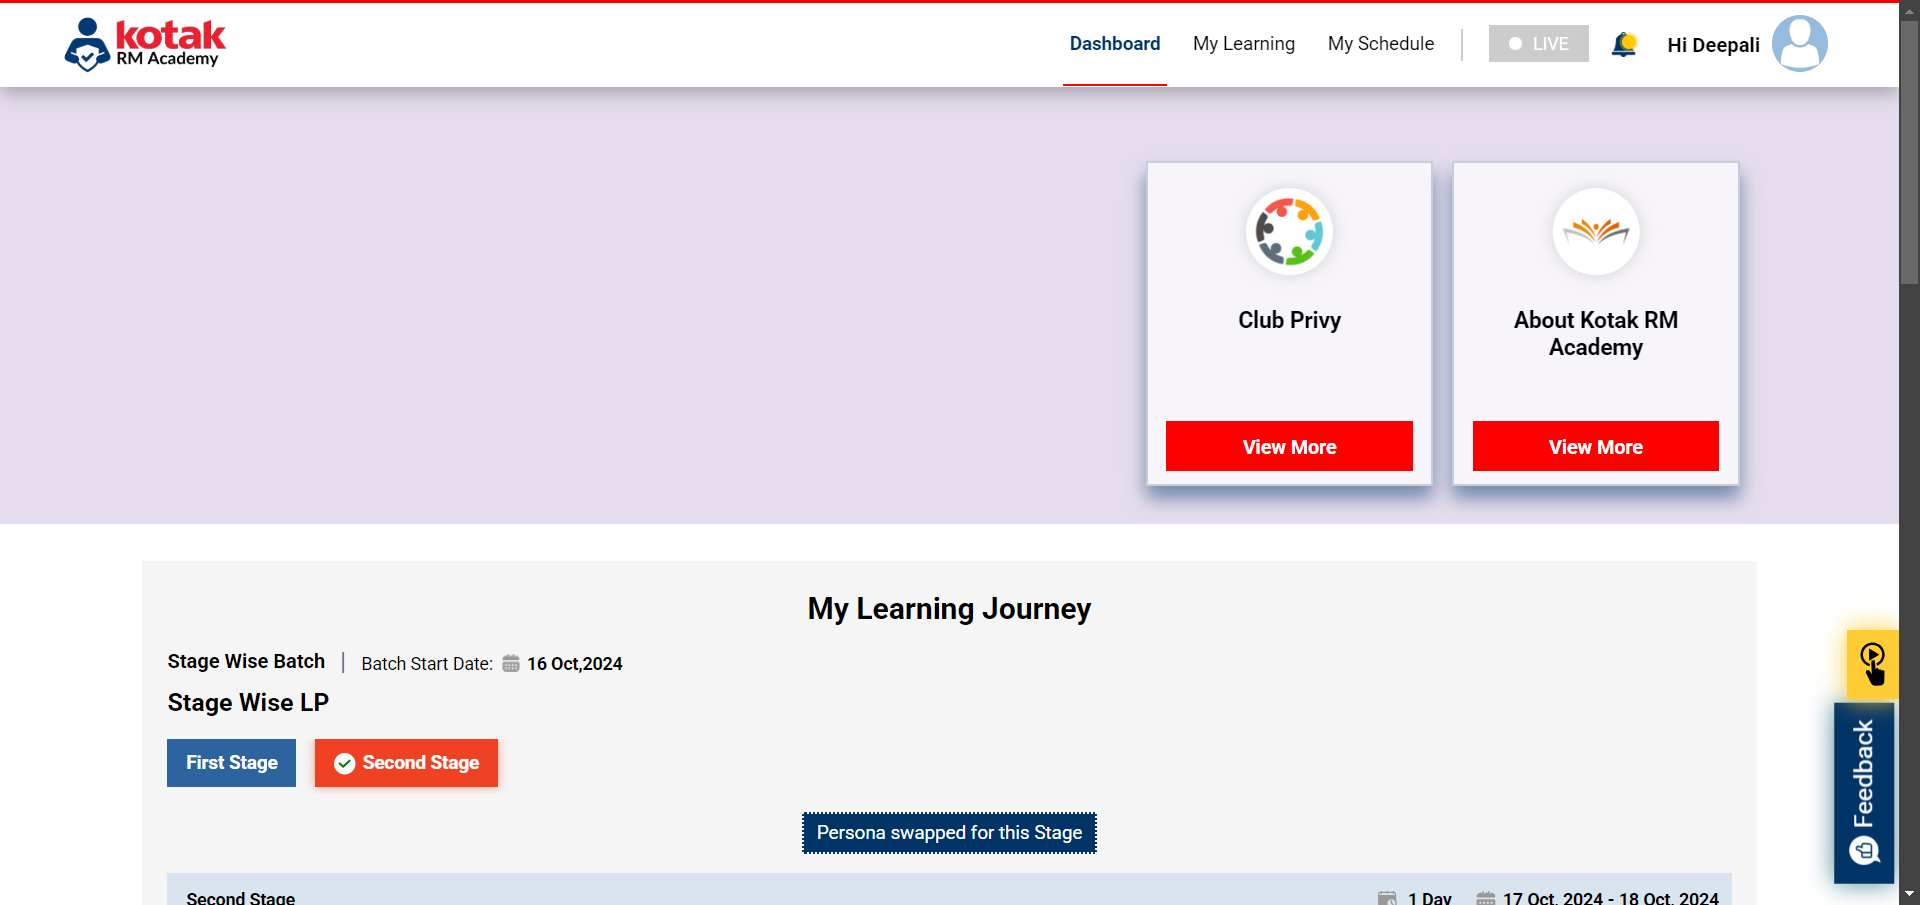 kotak
RM Academy
Dashboard
My Learning
My Schedule
LIVE
Hi Deepali
Club Privy
View More
About Kotak RM
Academy
View More
My Learning Journey
Stage Wise Batch
Batch Start Date: 16 Oct,2024
Stage Wise LP
First Stage
Second Stage
Persona swapped for this Stage
Second Stage
1 Day
17 Oct, 2024 - 18 Oct, 2024
Feedback